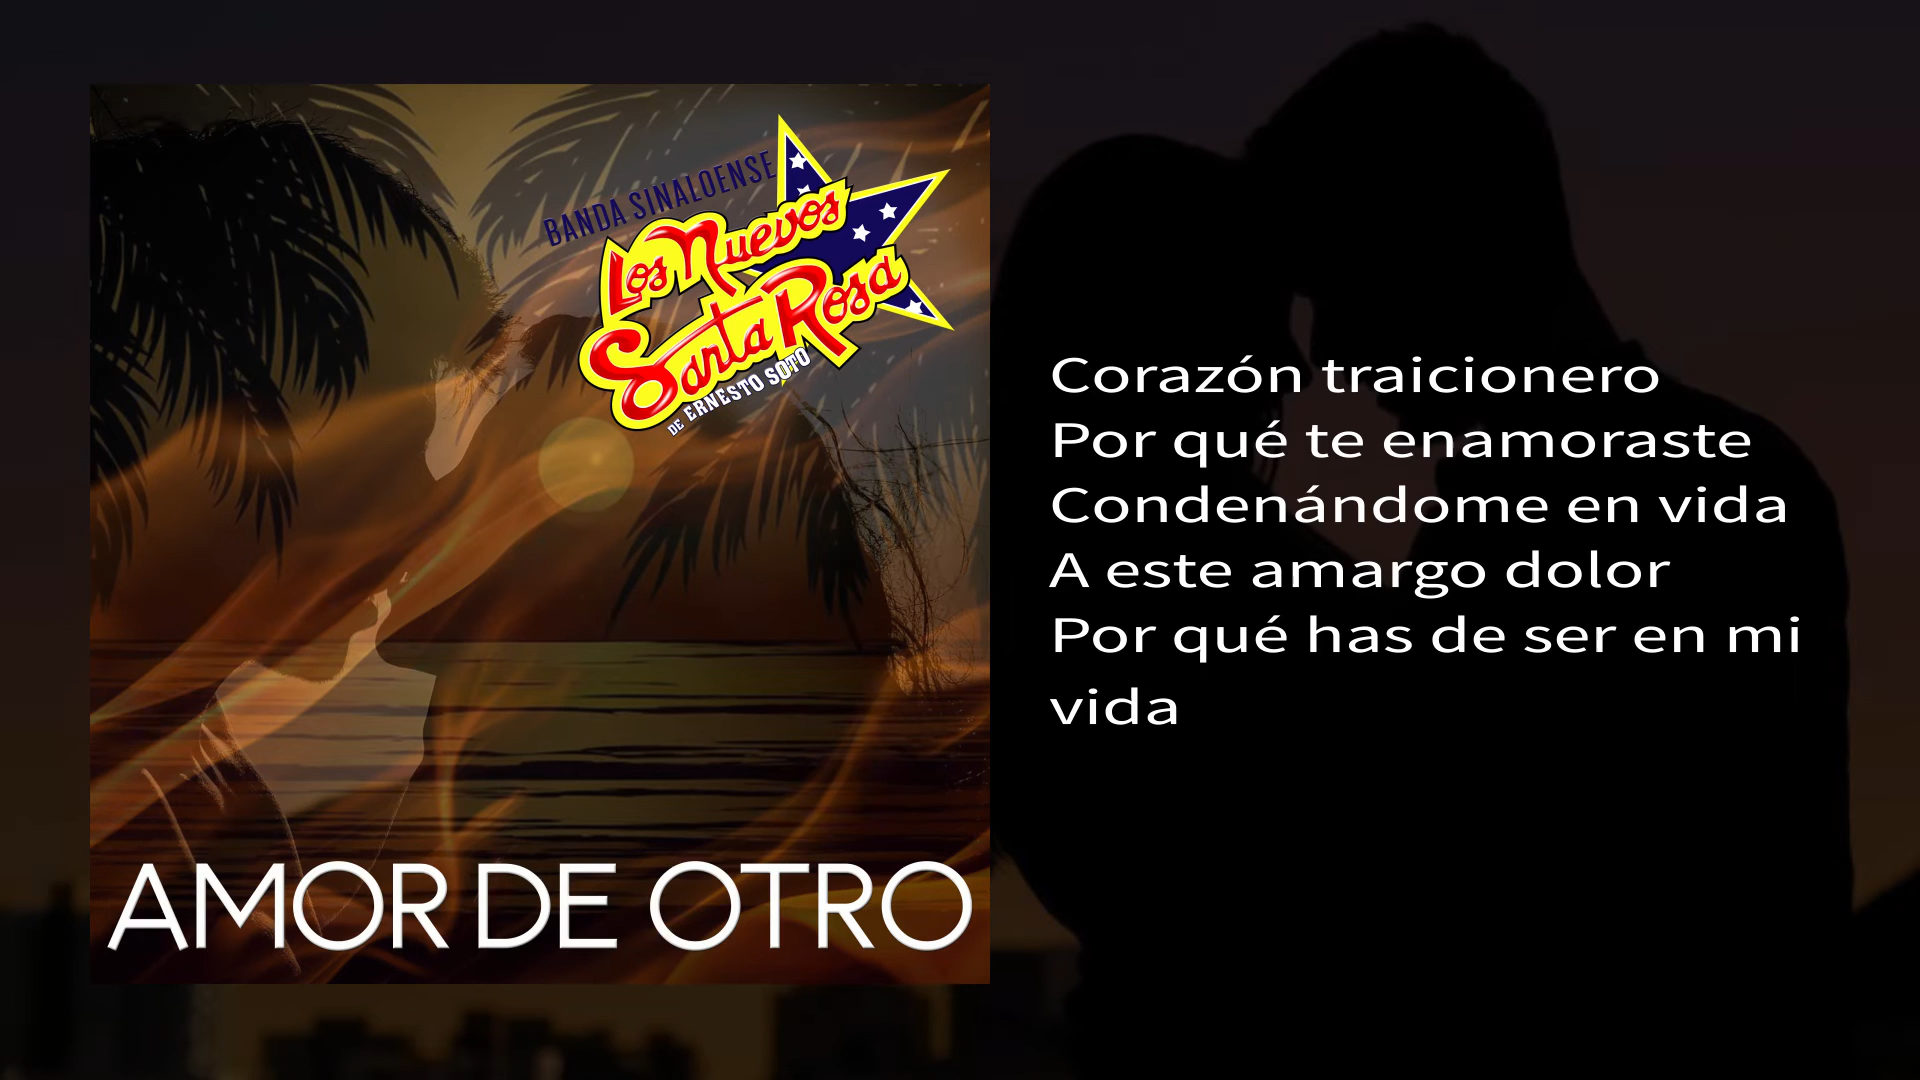 BANDA SINALOENSE
Los Nuevos
Santa Rosa
DE ERNESTO SOTO
AMOR DE OTRO
Corazón traicionero
Por qué te enamoraste
Condenándome en vida
A este amargo dolor
Por qué has de ser en mi
vida